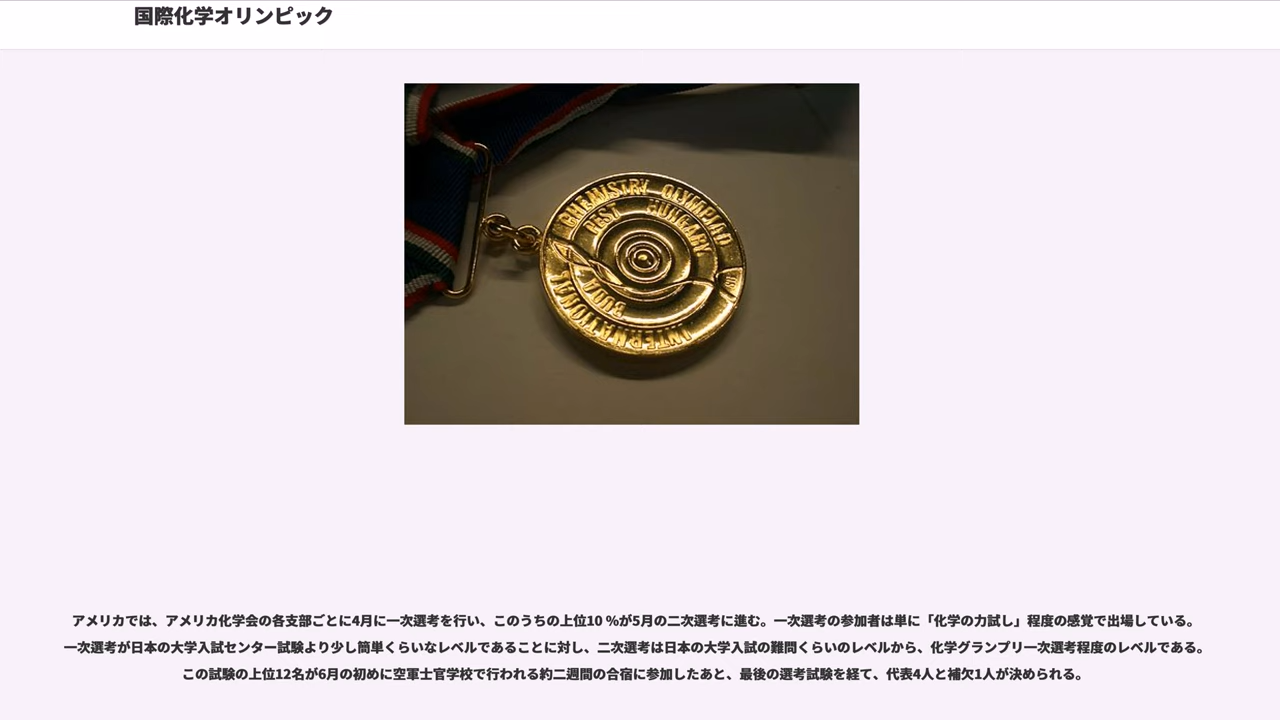 国際化学オリンピック
CHEMISTRY OLYMPIAD
PEST HUNGARY
BUDA
INTERNATIONAL
アメリカでは、アメリカ化学会の各支部ごとに4月に一次選考を行い、このうちの上位10 %が5月の二次選考に進む。一次選考の参加者は単に「化学の力試し」程度の感覚で出場している。
一次選考が日本の大学入試センター試験より少し簡単くらいなレベルであることに対し、二次選考は日本の大学入試の難問くらいのレベルから、化学グランプリ一次選考程度のレベルである。
この試験の上位12名が6月の初めに空軍士官学校で行われる約二週間の合宿に参加したあと、最後の選考試験を経て、代表4人と補欠1人が決められる。